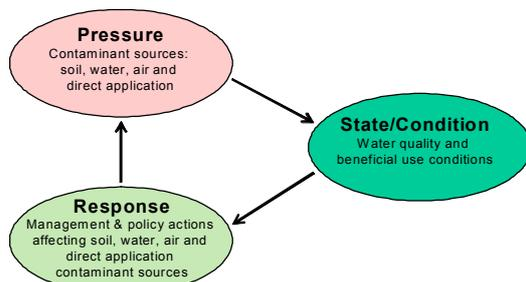 Pressure
Contaminant sources:
soil, water, air and
direct application
State/Condition
Water quality and
beneficial use conditions
Response
Management & policy actions
affecting soil, water, air and
direct application
contaminant sources